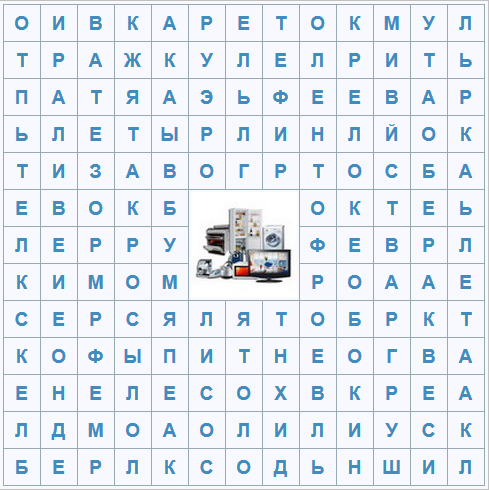 О И В К А Р Е Т О К М У Л
Т Р А Ж К У Л Е Л Р И Т Ь
П А Т Я А Э Ь Ф Е Е В А Р
Ь Л Е Т Ы Р Л И Н Л Й О К
Т И З А В О Г Р Т О С Б А
Е В О К Б О К Т Е Ь
Л Е Р Р У Ф Е В Р Л
К И М О М Р О А А Е
С Е Р С Я Л Я Т О Б Р К Т
К О Ф Ы П И Т Н Е О Г В А
Е Н Е Л Е С О Х В К Р Е А
Л Д М О А О Л И Л И У С К
Б Е Р Л К С О Д Ь Н Ш И Л